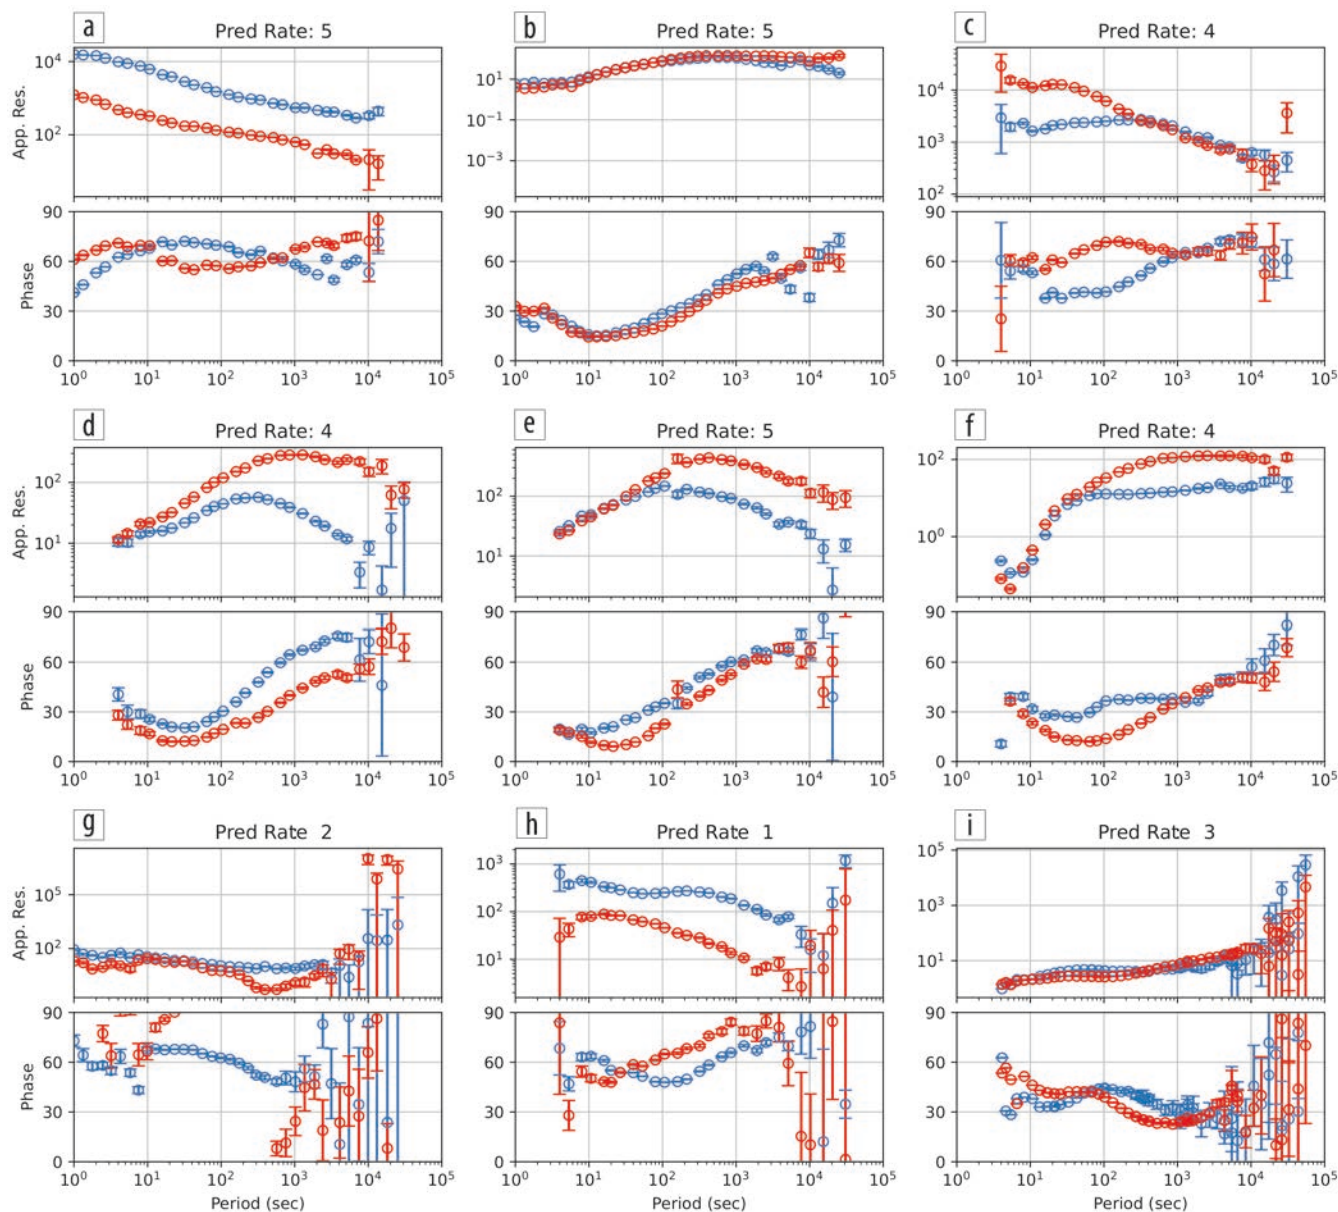 a Pred Rate: 5
b Pred Rate: 5
c Pred Rate: 4
App. Res.
10⁴
10²
10¹
10⁻¹
10⁻³
10⁴
10³
10²
Phase
90
60
30
0
90
60
30
0
90
60
30
0
10⁰ 10¹ 10² 10³ 10⁴ 10⁵
10⁰ 10¹ 10² 10³ 10⁴ 10⁵
10⁰ 10¹ 10² 10³ 10⁴ 10⁵
d Pred Rate: 4
e Pred Rate: 5
f Pred Rate: 4
App. Res.
10²
10¹
10²
10¹
10²
10⁰
Phase
90
60
30
0
90
60
30
0
90
60
30
0
10⁰ 10¹ 10² 10³ 10⁴ 10⁵
10⁰ 10¹ 10² 10³ 10⁴ 10⁵
10⁰ 10¹ 10² 10³ 10⁴ 10⁵
g Pred Rate 2
h Pred Rate 1
i Pred Rate 3
App. Res.
10⁵
10²
10³
10²
10¹
10⁵
10³
10¹
Phase
90
60
30
0
90
60
30
0
90
60
30
0
10⁰ 10¹ 10² 10³ 10⁴ 10⁵
10⁰ 10¹ 10² 10³ 10⁴ 10⁵
10⁰ 10¹ 10² 10³ 10⁴ 10⁵
Period (sec)
Period (sec)
Period (sec)